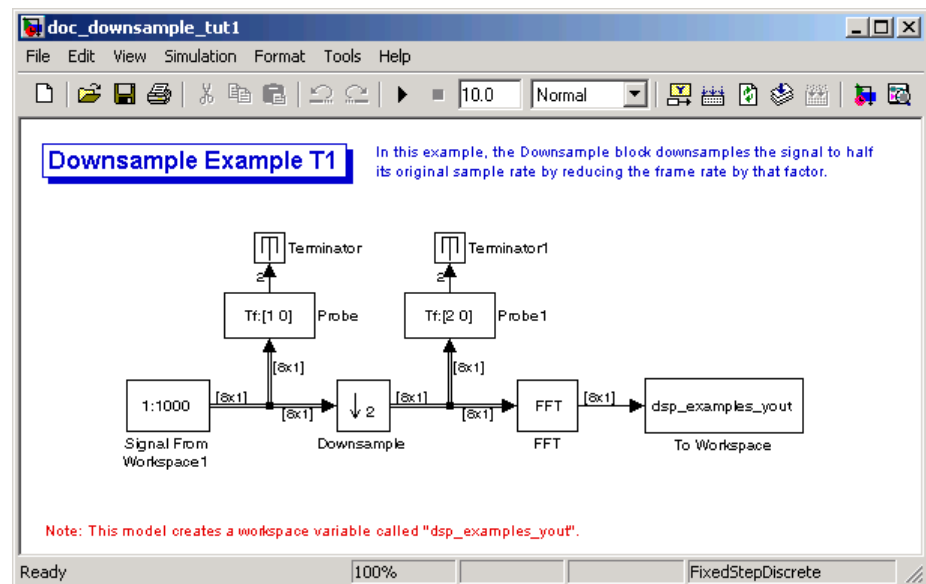 doc_downsample_tut1
File Edit View Simulation Format Tools Help
10.0 Normal
Downsample Example T1
In this example, the Downsample block downsamples the signal to half
its original sample rate by reducing the frame rate by that factor.
Terminator
Terminator1
2
2
Tf:[1 0]
Probe
Tf:[2 0]
Probe1
[8x1]
[8x1]
1:1000
[8x1]
[8x1]
↓ 2
[8x1]
[8x1]
FFT
[8x1]
dsp_examples_yout
Signal From
Workspace1
Downsample
FFT
To Workspace
Note: This model creates a workspace variable called "dsp_examples_yout".
Ready
100%
FixedStepDiscrete